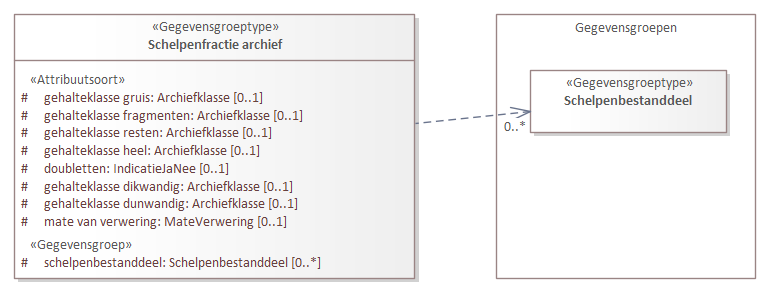 «Gegevensgroeptype»
Schelpenfractie archief
«Attribuutsoort»
# gehalteklasse gruis: Archiefklasse [0..1]
# gehalteklasse fragmenten: Archiefklasse [0..1]
# gehalteklasse resten: Archiefklasse [0..1]
# gehalteklasse heel: Archiefklasse [0..1]
# doubletten: IndicatieJaNee [0..1]
# gehalteklasse dikwandig: Archiefklasse [0..1]
# gehalteklasse dunwandig: Archiefklasse [0..1]
# mate van verwering: MateVerwering [0..1]
«Gegevensgroep»
# schelpenbestanddeel: Schelpenbestanddeel [0..*]
0..*
Gegevensgroepen
«Gegevensgroeptype»
Schelpenbestanddeel